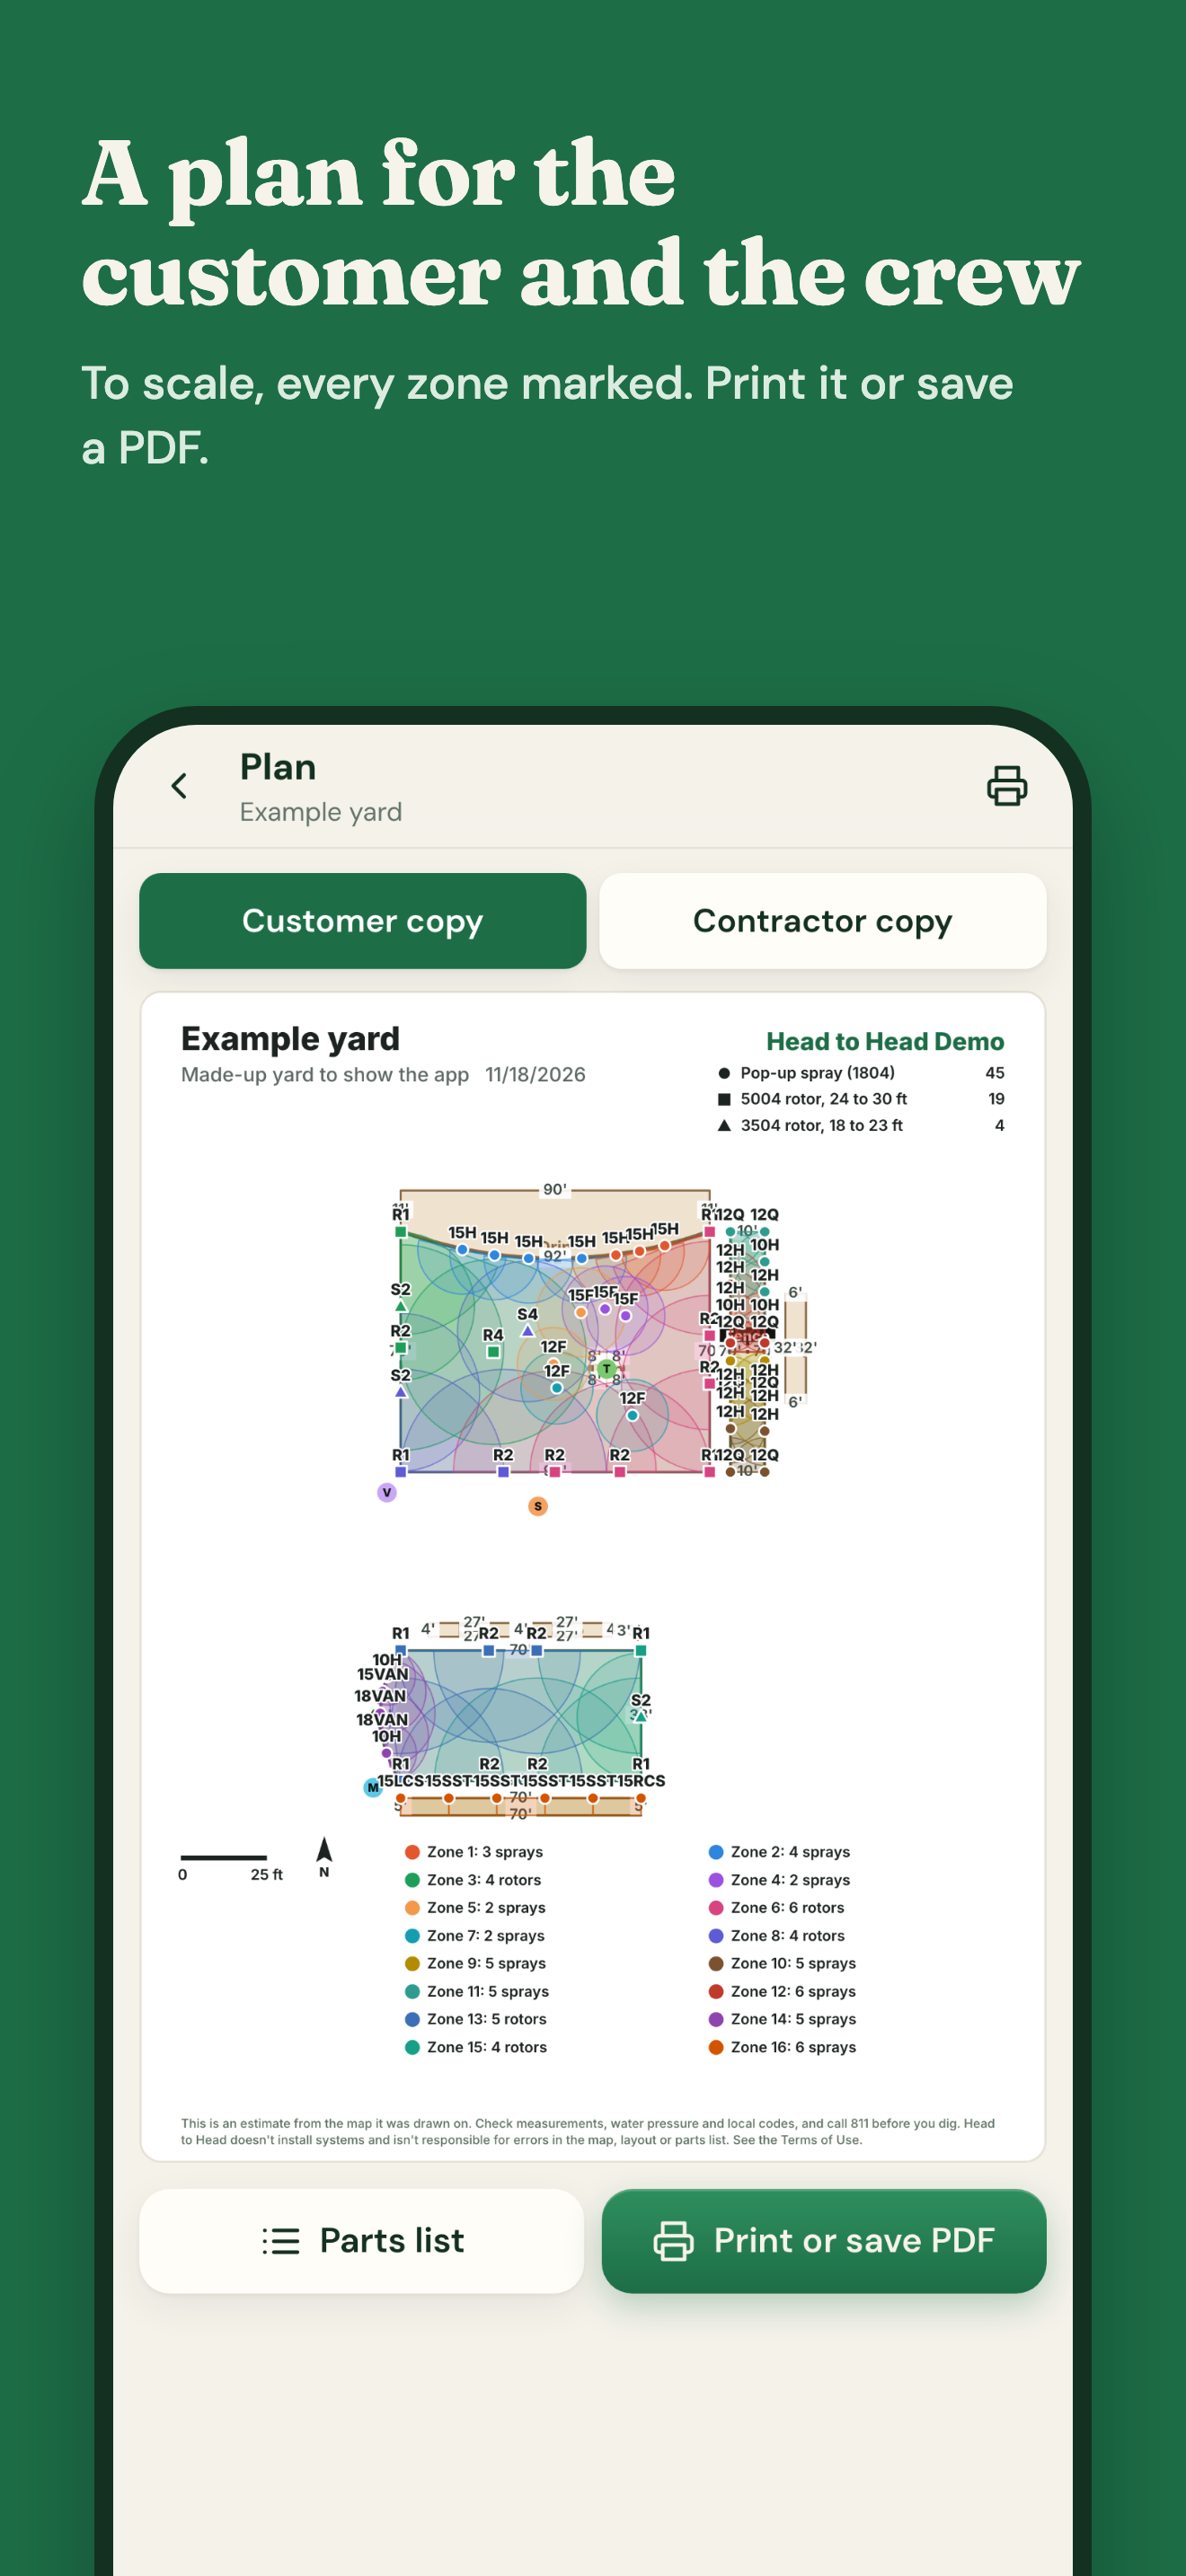 A plan for the
customer and the crew
To scale, every zone marked. Print it or save
a PDF.
Plan
Example yard
Customer copy
Contractor copy
Example yard
Head to Head Demo
Made-up yard to show the app 11/18/2026
Pop-up spray (1804) 45
5004 rotor, 24 to 30 ft 19
3504 rotor, 18 to 23 ft 4
90'
R1
12Q 12Q
15H 15H 15H 15H 15H 15H 15H
10'
92'
12H 10H
12H 12H
S2
15F 15F 15F
12H
6'
10H 10H
S4
R2
R4
12Q 12Q
12F
70
32'
8' 8'
T
S2
12F
8' 8'
R2
12H 12H
12H 12Q
12H 12H
12F
6'
12H 12H
R1 R2 R2 R2
12Q 12Q
10'
V
S
27' 27'
R1 4' R2 R2 27' 3' R1
70'
10H
15VAN
18VAN
S2
18VAN
10H
R1 R2 R2 R1
M
15LCS 15SST 15SST 15SST 15SST 15RCS
70'
70'
0 25 ft
N
Zone 1: 3 sprays
Zone 2: 4 sprays
Zone 3: 4 rotors
Zone 4: 2 sprays
Zone 5: 2 sprays
Zone 6: 6 rotors
Zone 7: 2 sprays
Zone 8: 4 rotors
Zone 9: 5 sprays
Zone 10: 5 sprays
Zone 11: 5 sprays
Zone 12: 6 sprays
Zone 13: 5 rotors
Zone 14: 5 sprays
Zone 15: 4 rotors
Zone 16: 6 sprays
This is an estimate from the map it was drawn on. Check measurements, water pressure and local codes, and call 811 before you dig. Head
to Head doesn't install systems and isn't responsible for errors in the map, layout or parts list. See the Terms of Use.
Parts list
Print or save PDF